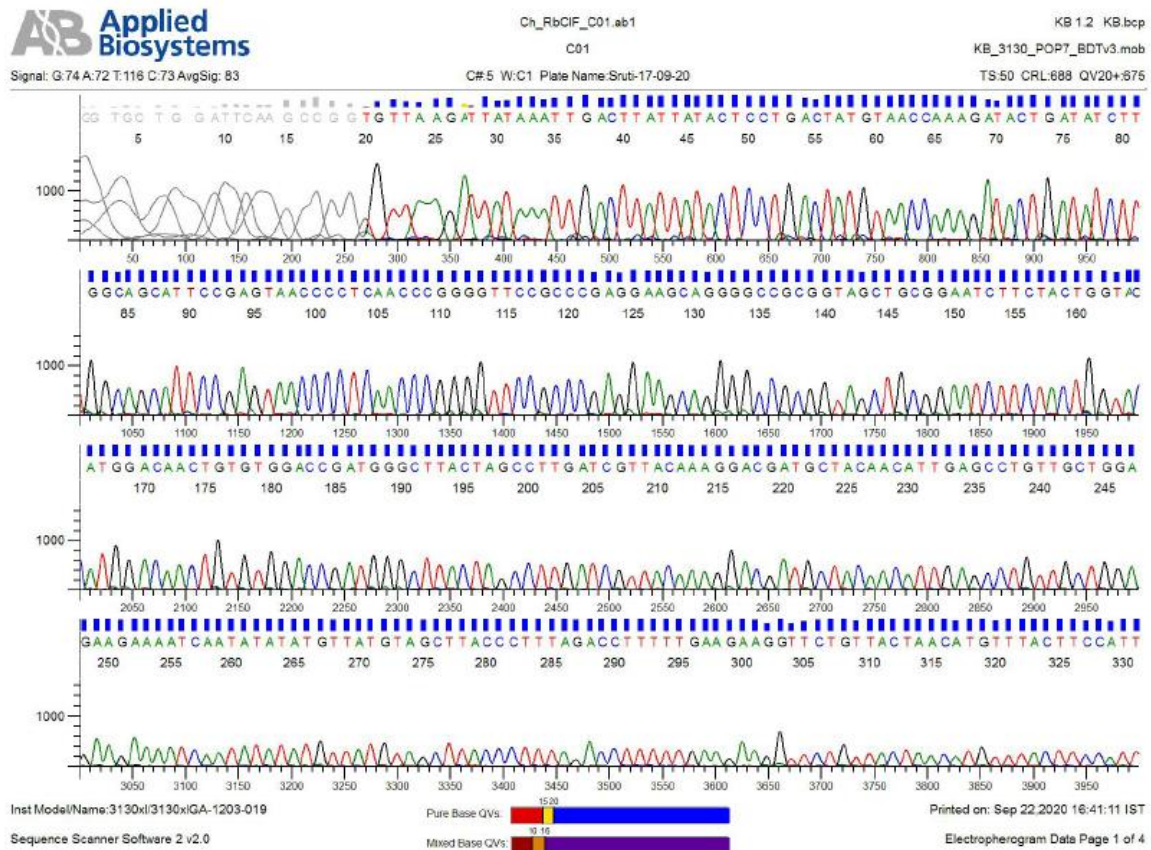 AB Applied Biosystems
Ch_RbClF_C01.ab1
KB 1.2 KB.bcp
C01
KB_3130_POP7_BDTv3.mob
Signal: G:74 A:72 T:116 C:73 AvgSig: 83
C#:5 W:C1 Plate Name:Sruti-17-09-20
TS:50 CRL:688 QV20+:675
GG TGC T G GATTCAA GCCGG TGTTAAGATTATAAATTGACTTATTATACTCCTGACTATGTAACCAAAGATACTGATATCTT
5 10 15 20 25 30 35 40 45 50 55 60 65 70 75 80
1000
50 100 150 200 250 300 350 400 450 500 550 600 650 700 750 800 850 900 950
GGCAGCATTCCGAGTAACCCCTCAACCCGGGGTTCCGCCCGAGGAAGCAGGGGCCGCGGTAGCTGCGGAATCTTCTACTGGTAC
85 90 95 100 105 110 115 120 125 130 135 140 145 150 155 160
1000
1050 1100 1150 1200 1250 1300 1350 1400 1450 1500 1550 1600 1650 1700 1750 1800 1850 1900 1950
ATGGACAACTGTGTGGACCGATGGGCTTACTAGCCTTGATCGTTACAAAGGACGATGCTACAACATTGAGCCTGTTGCTGGA
170 175 180 185 190 195 200 205 210 215 220 225 230 235 240 245
1000
2050 2100 2150 2200 2250 2300 2350 2400 2450 2500 2550 2600 2650 2700 2750 2800 2850 2900 2950
GAAGAAAATCAATATATATGTTATGTAGCTTACCCTTTAGACCTTTTTGAAGAAGGTTCTGTTACTAACATGTTTACTTCCATT
250 255 260 265 270 275 280 285 290 295 300 305 310 315 320 325 330
1000
3050 3100 3150 3200 3250 3300 3350 3400 3450 3500 3550 3600 3650 3700 3750 3800 3850 3900 3950
Inst Model/Name:3130xl/3130xlGA-1203-019
Pure Base QVs:
15 20
Printed on: Sep 22,2020 16:41:11 IST
Sequence Scanner Software 2 v2.0
Mixed Base QVs:
10 16
Electropherogram Data Page 1 of 4